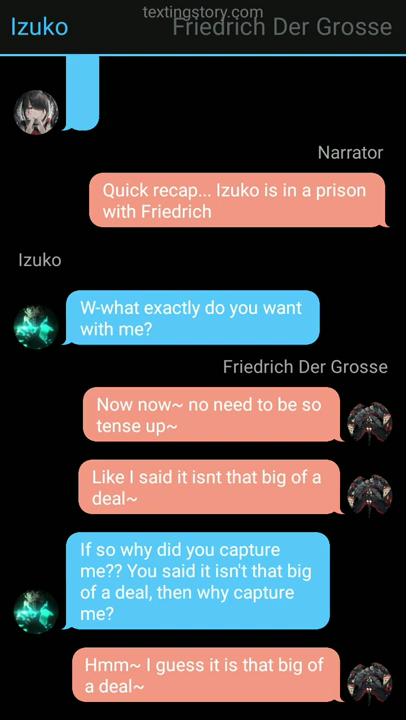 textingstory.com
Izuko
Friedrich Der Grosse
Narrator
Quick recap... Izuko is in a prison
with Friedrich
Izuko
W-what exactly do you want
with me?
Friedrich Der Grosse
Now now~ no need to be so
tense up~
Like I said it isnt that big of a
deal~
If so why did you capture
me?? You said it isn't that big
of a deal, then why capture
me?
Hmm~ I guess it is that big of
a deal~